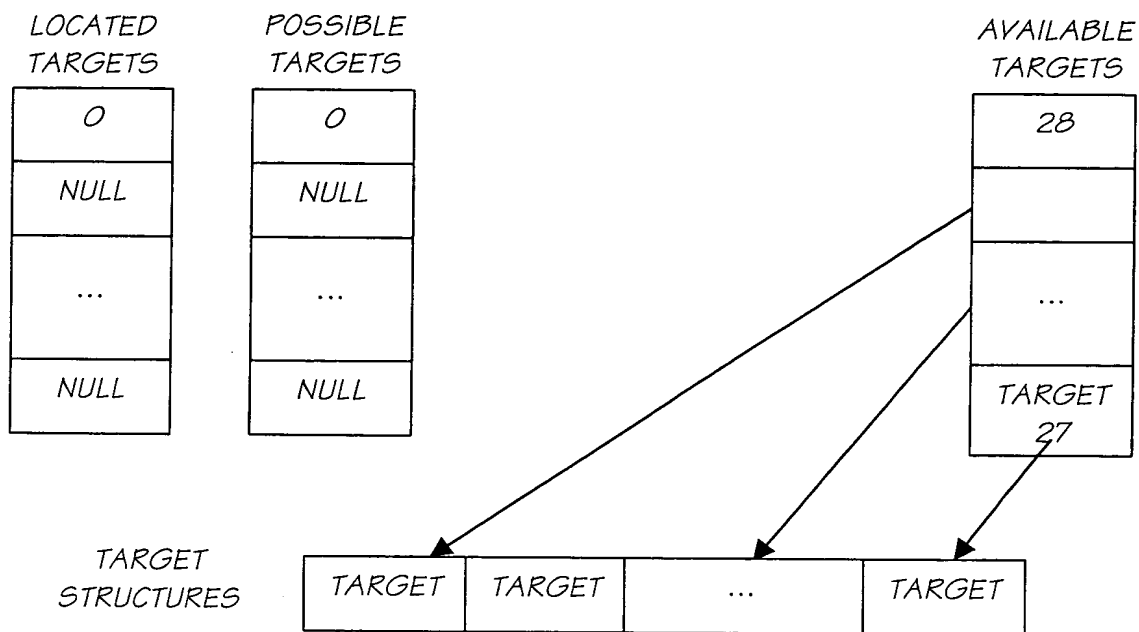 LOCATED
TARGETS
0
NULL
...
NULL
POSSIBLE
TARGETS
0
NULL
...
NULL
AVAILABLE
TARGETS
28
...
TARGET
27
TARGET
STRUCTURES
TARGET
TARGET
...
TARGET